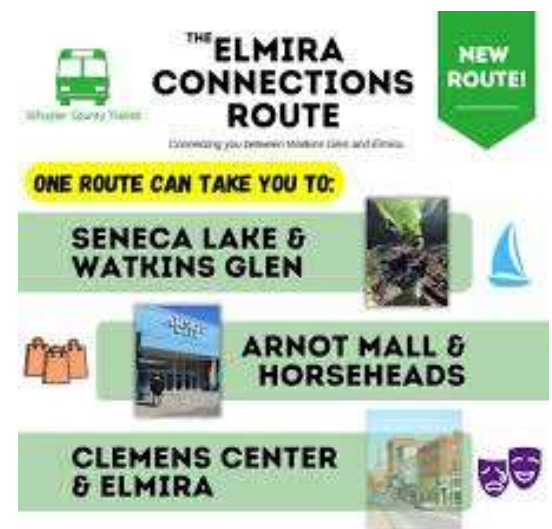 THE ELMIRA
CONNECTIONS
ROUTE
NEW
ROUTE!
Schuyler County Transit
Connecting you between Watkins Glen and Elmira.
ONE ROUTE CAN TAKE YOU TO:
SENECA LAKE &
WATKINS GLEN
ARNOT MALL &
HORSEHEADS
CLEMENS CENTER
& ELMIRA